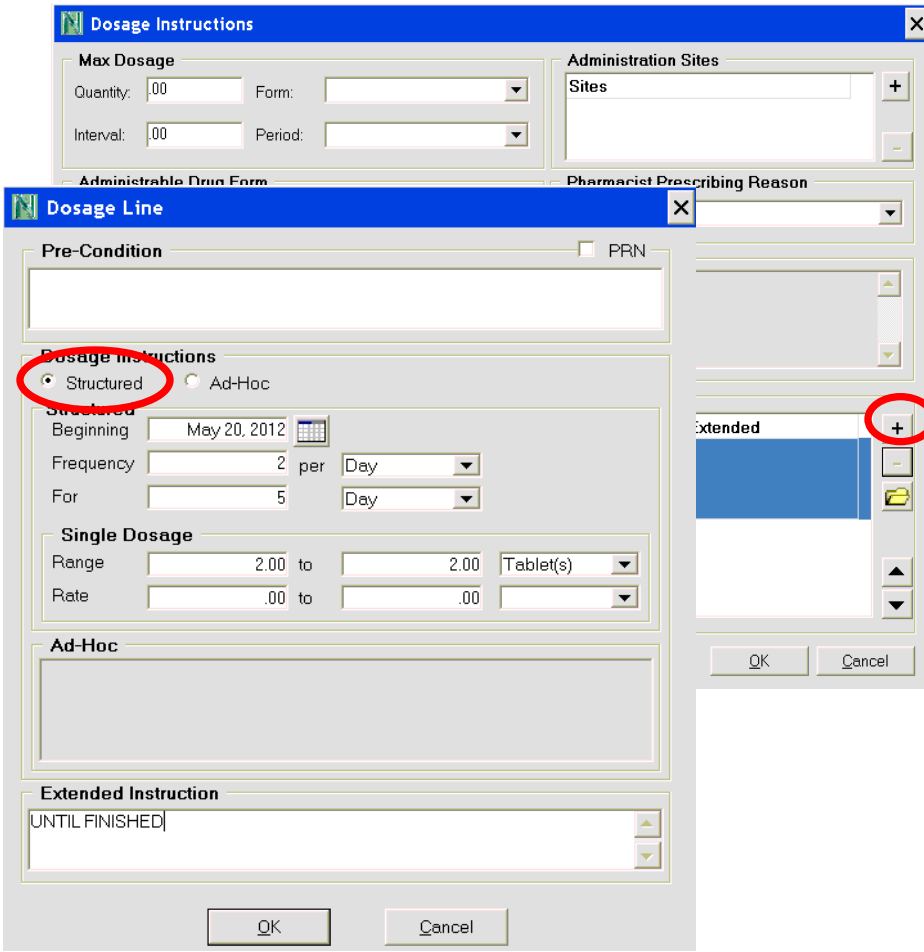 Dosage Instructions
Max Dosage
Administration Sites
Quantity: .00 Form:
Sites
+
Interval: .00 Period:
-
Administrable Drug Form
Pharmacist Prescribing Reason
Dosage Line
Pre-Condition
PRN
Dosage Instructions
Structured Ad-Hoc
Structured
Beginning May 20, 2012
Frequency 2 per Day
For 5 Day
Single Dosage
Range 2.00 to 2.00 Tablet(s)
Rate .00 to .00
Ad-Hoc
Extended Instruction
UNTIL FINISHED
OK Cancel
Extended
+
-
OK Cancel